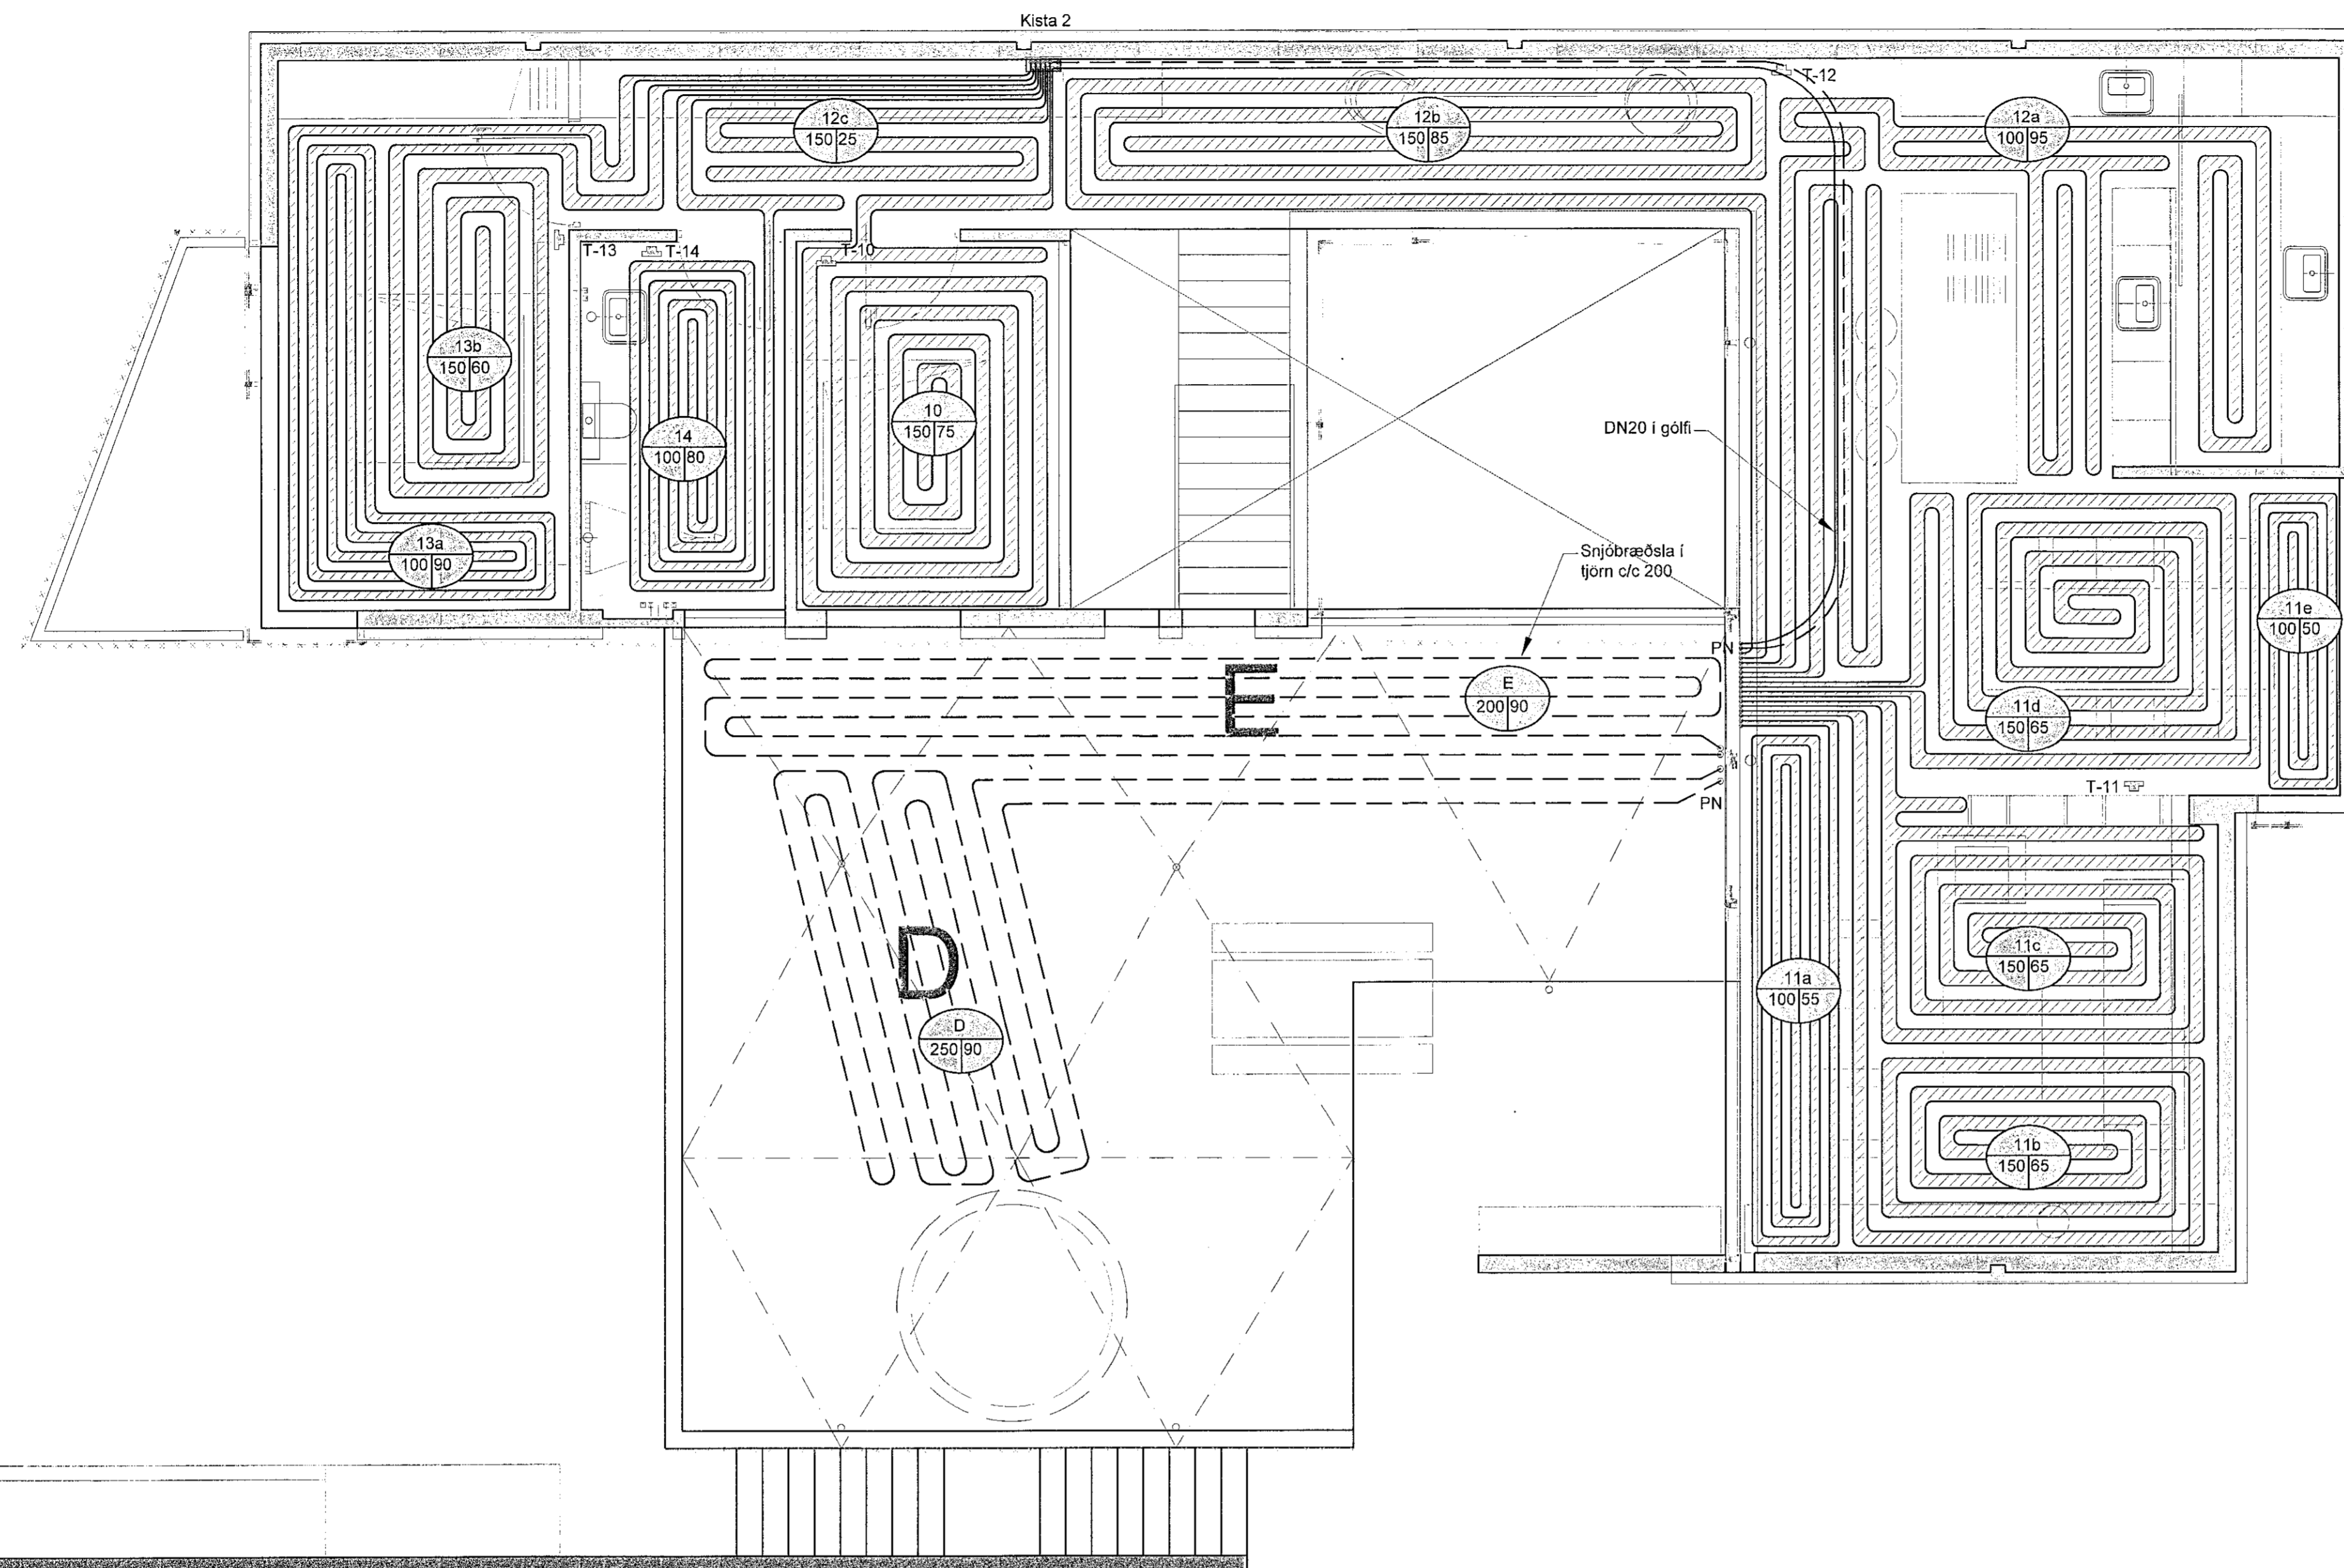 Kista 2
T-12
12c
150 25
12b
150 85
12a
100 95
T-13
T-14
T-10
13b
150 60
10
150 75
14
100 80
DN20 í gólfi
13a
100 90
Snjóbræðsla í
tjörn c/c 200
11e
100 50
PN
E
E
200 90
11d
150 65
T-11
PN
D
11c
150 65
11a
100 55
D
250 90
11b
150 65